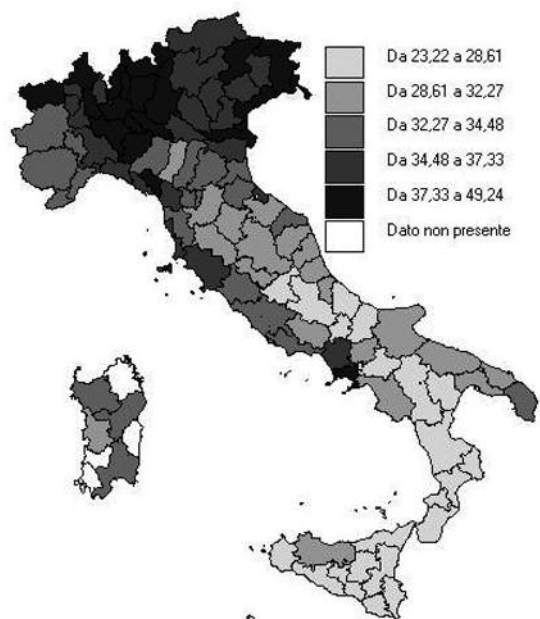 Da 23,22 a 28,61
Da 28,61 a 32,27
Da 32,27 a 34,48
Da 34,48 a 37,33
Da 37,33 a 49,24
Dato non presente